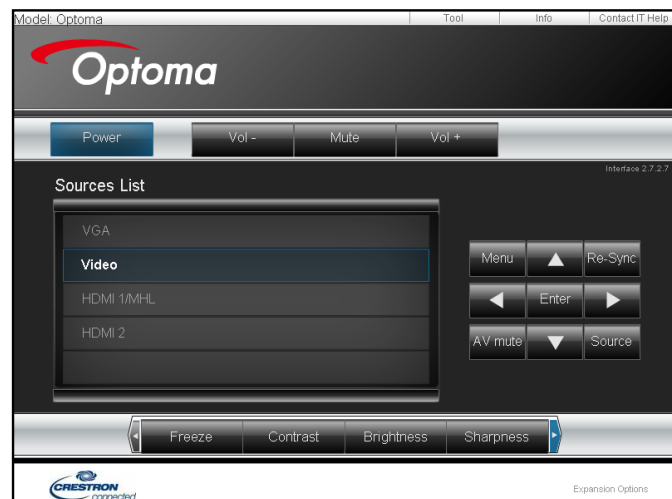 Model: Optoma
Tool
Info
Contact IT Help
Optoma
Power
Vol -
Mute
Vol +
Interface 2.7.2.7
Sources List
VGA
Video
HDMI 1/MHL
HDMI 2
Menu
Re-Sync
Enter
AV mute
Source
Freeze
Contrast
Brightness
Sharpness
CRESTRON
connected
Expansion Options